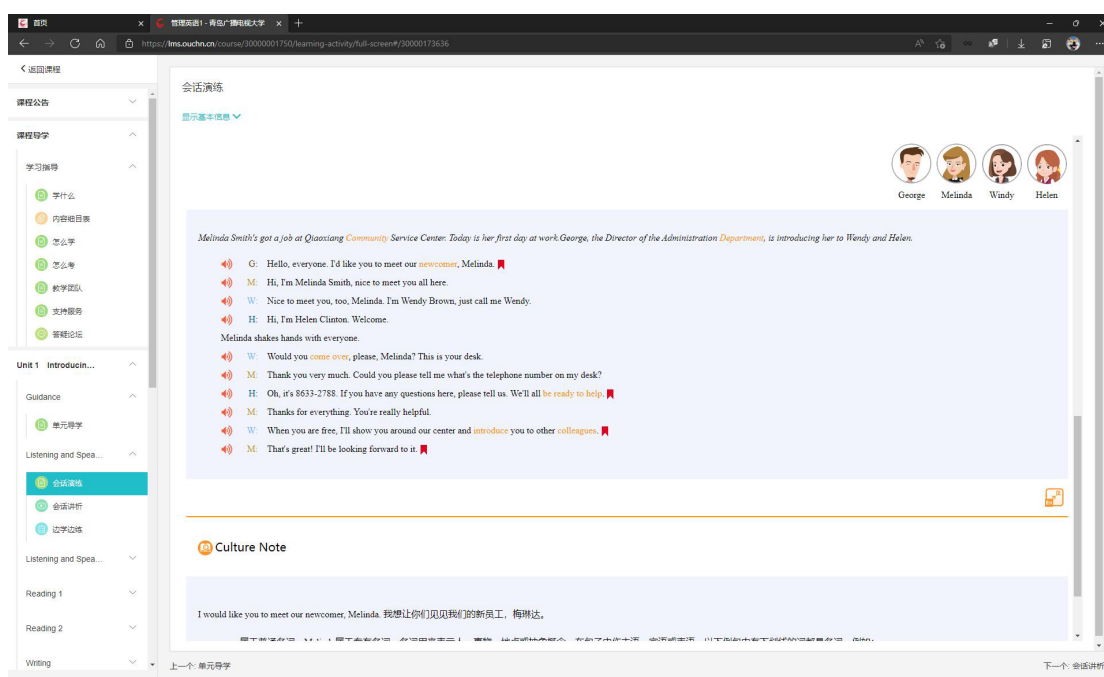 首页
管理英语1 - 青岛广播电视大学
https://lms.ouchn.cn/course/30000001750/learning-activity/full-screen#/30000173636
返回课程
课程公告
课程导学
学习指导
学什么
内容细目表
怎么学
怎么考
教学团队
支持服务
答疑论坛
Unit 1 Introducin...
Guidance
单元导学
Listening and Spea...
会话演练
会话讲析
边学边练
Listening and Spea...
Reading 1
Reading 2
Writing
会话演练
显示基本信息
George Melinda Windy Helen
Melinda Smith's got a job at Qiaoxiang Community Service Center. Today is her first day at work.George, the Director of the Administration Department, is introducing her to Wendy and Helen.
G: Hello, everyone. I'd like you to meet our newcomer, Melinda.
M: Hi, I'm Melinda Smith, nice to meet you all here.
W: Nice to meet you, too, Melinda. I'm Wendy Brown, just call me Wendy.
H: Hi, I'm Helen Clinton. Welcome.
Melinda shakes hands with everyone.
W: Would you come over, please, Melinda? This is your desk.
M: Thank you very much. Could you please tell me what's the telephone number on my desk?
H: Oh, it's 8633-2788. If you have any questions here, please tell us. We'll all be ready to help.
M: Thanks for everything. You're really helpful.
W: When you are free, I'll show you around our center and introduce you to other colleagues.
M: That's great! I'll be looking forward to it.
Culture Note
I would like you to meet our newcomer, Melinda. 我想让你们见见我们的新员工，梅琳达。
上一个: 单元导学
下一个: 会话讲析